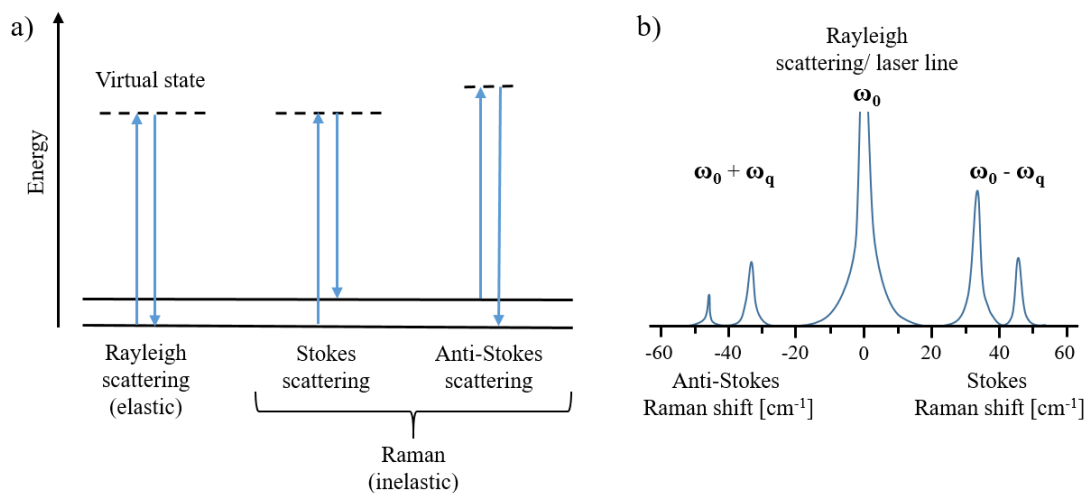 a)
Energy
Virtual state
Rayleigh
scattering
(elastic)
Stokes
scattering
Anti-Stokes
scattering
Raman
(inelastic)
b)
Rayleigh
scattering/ laser line
ω₀
ω₀ + ω_q
ω₀ - ω_q
-60 -40 -20 0 20 40 60
Anti-Stokes
Raman shift [cm⁻¹]
Stokes
Raman shift [cm⁻¹]